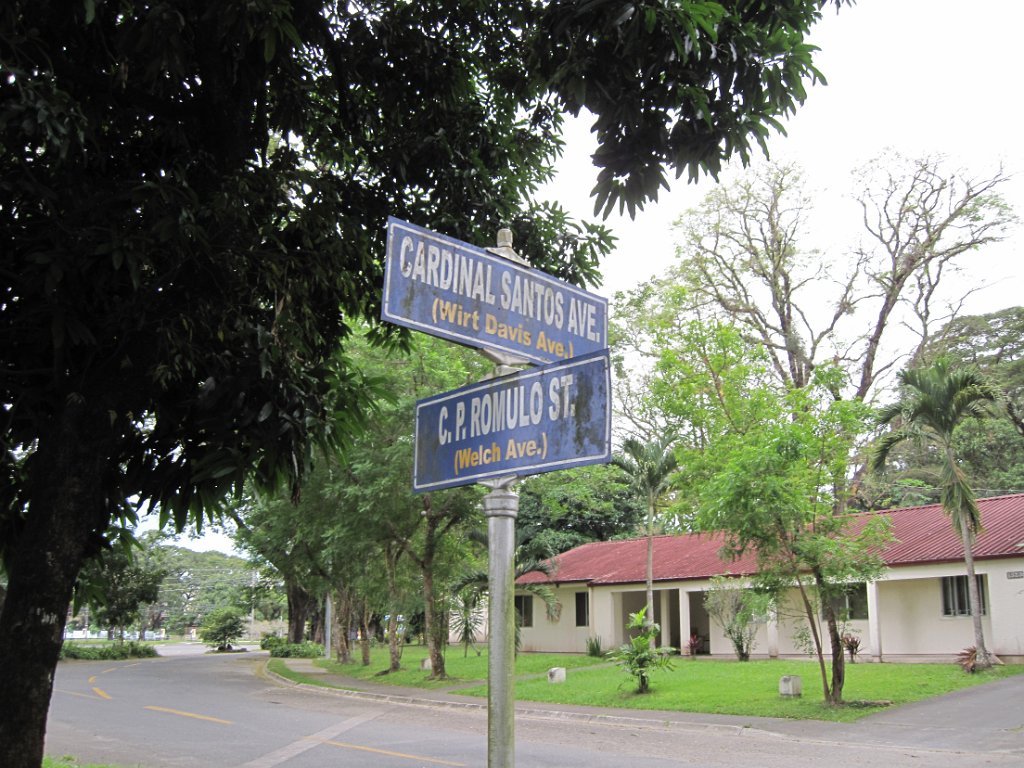 CARDINAL SANTOS AVE.
(Wirt Davis Ave.)
C. P. ROMULO ST.
(Welch Ave.)